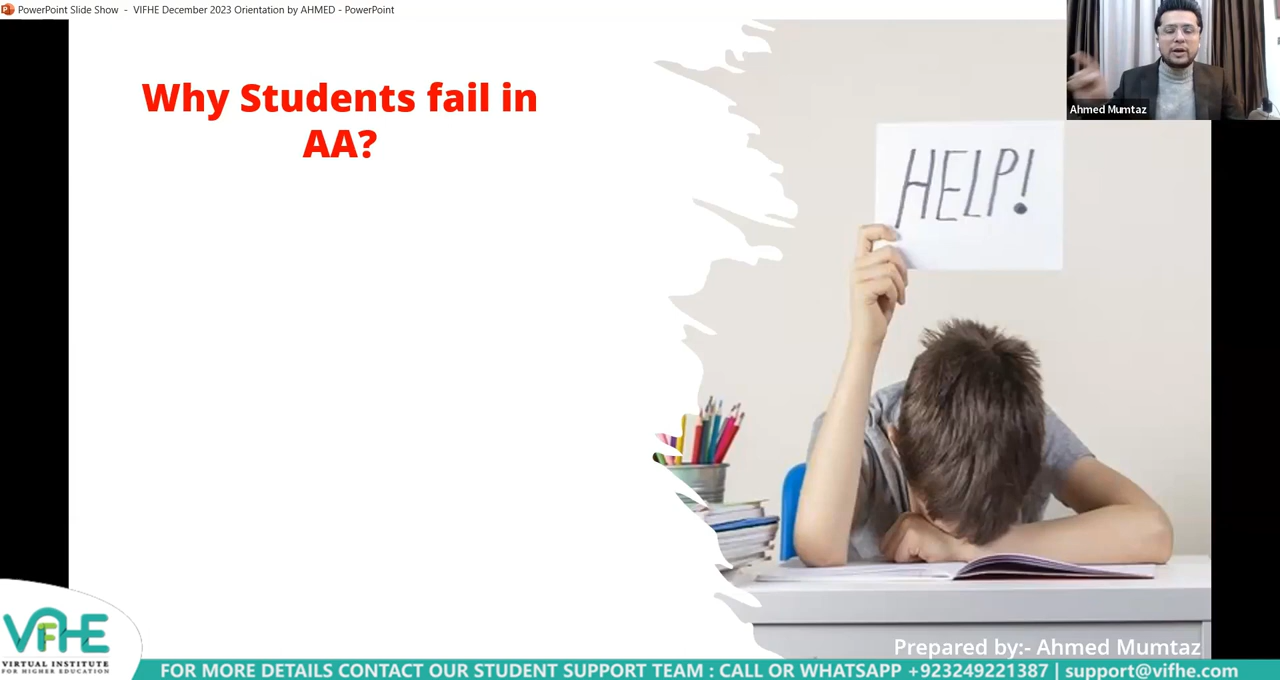 PowerPoint Slide Show - VIFHE December 2023 Orientation by AHMED - PowerPoint
Ahmed Mumtaz
Why Students fail in
AA?
HELP!
Prepared by:- Ahmed Mumtaz
VIFHE
VIRTUAL INSTITUTE
FOR HIGHER EDUCATION
FOR MORE DETAILS CONTACT OUR STUDENT SUPPORT TEAM : CALL OR WHATSAPP +923249221387 | support@vifhe.com